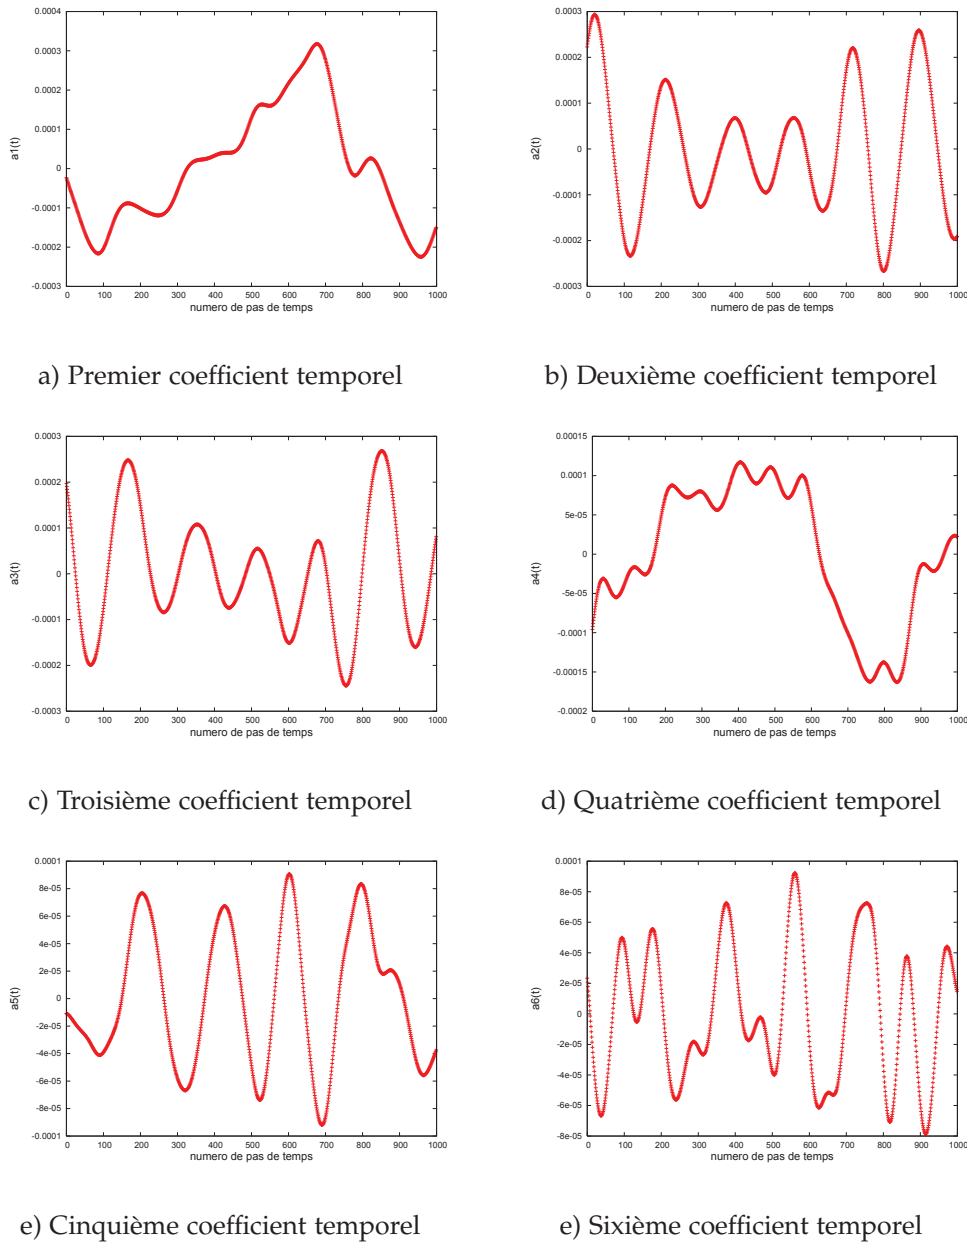 0.0004
0.0003
0.0002
0.0001
0
-0.0001
-0.0002
-0.0003
a1(t)
0 100 200 300 400 500 600 700 800 900 1000
numero de pas de temps
a) Premier coefficient temporel
0.0003
0.0002
0.0001
0
-0.0001
-0.0002
-0.0003
a2(t)
0 100 200 300 400 500 600 700 800 900 1000
numero de pas de temps
b) Deuxième coefficient temporel
0.0003
0.0002
0.0001
0
-0.0001
-0.0002
-0.0003
a3(t)
0 100 200 300 400 500 600 700 800 900 1000
numero de pas de temps
c) Troisième coefficient temporel
0.00015
0.0001
5e-05
0
-5e-05
-0.0001
-0.00015
-0.0002
a4(t)
0 100 200 300 400 500 600 700 800 900 1000
numero de pas de temps
d) Quatrième coefficient temporel
0.0001
8e-05
6e-05
4e-05
2e-05
0
-2e-05
-4e-05
-6e-05
-8e-05
-0.0001
a5(t)
0 100 200 300 400 500 600 700 800 900 1000
numero de pas de temps
e) Cinquième coefficient temporel
0.0001
8e-05
6e-05
4e-05
2e-05
0
-2e-05
-4e-05
-6e-05
-8e-05
a6(t)
0 100 200 300 400 500 600 700 800 900 1000
numero de pas de temps
e) Sixième coefficient temporel